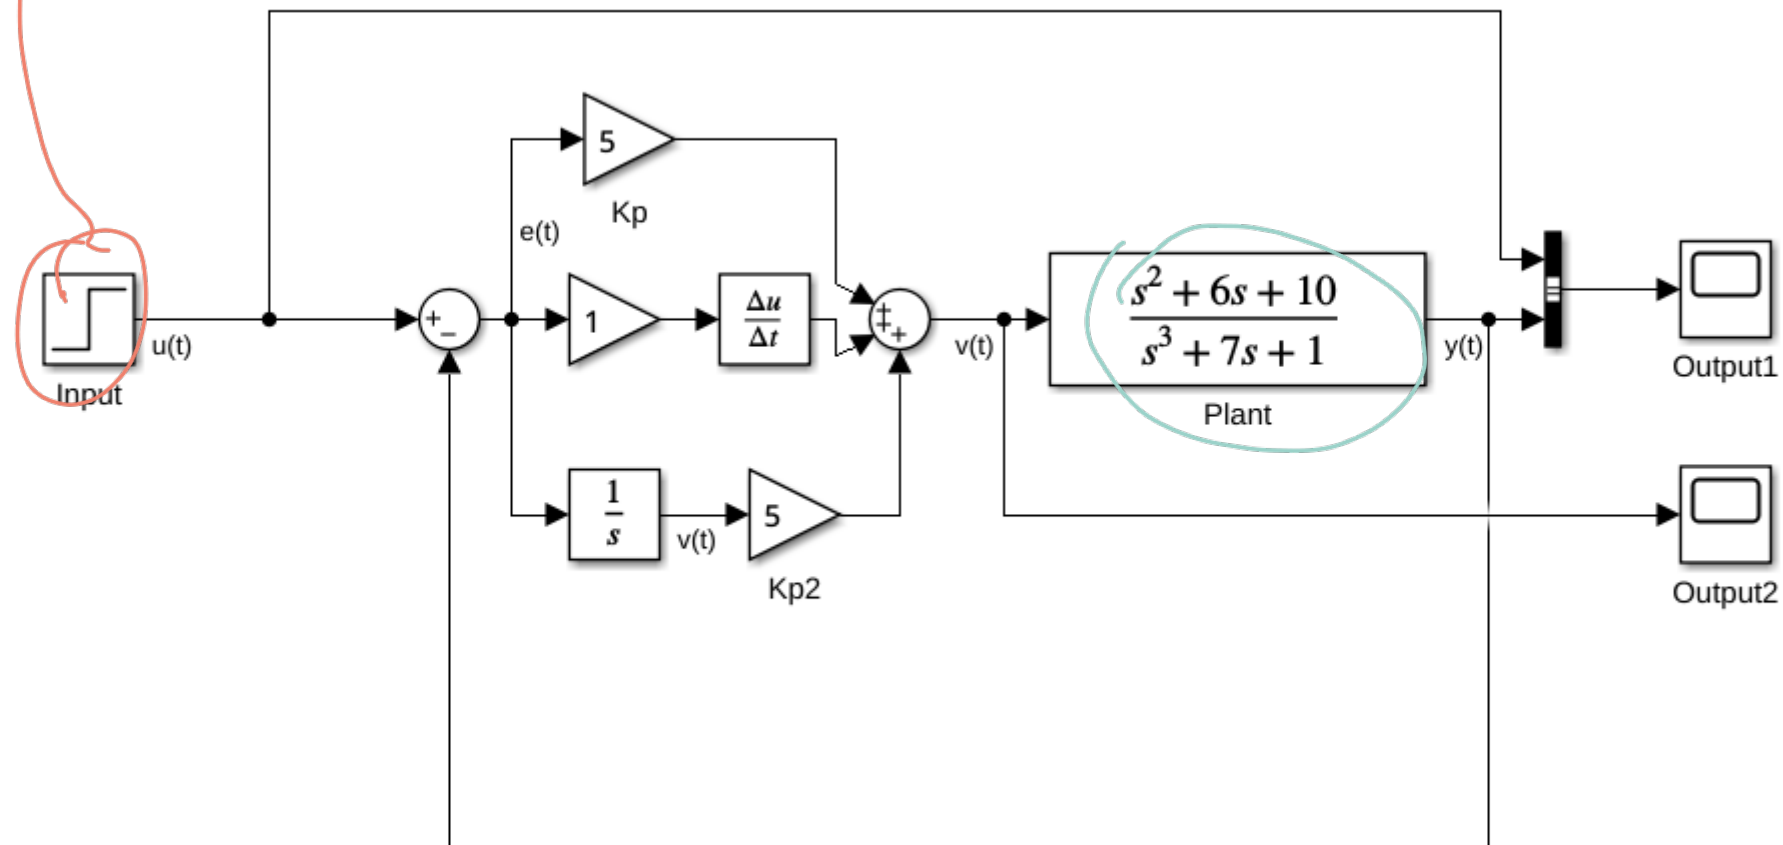 5
Kp
e(t)
u(t)
Input
+
−
1
Δu
Δt
+
+
+
v(t)
s² + 6s + 10
s³ + 7s + 1
Plant
y(t)
Output1
1
s
v(t)
5
Kp2
Output2